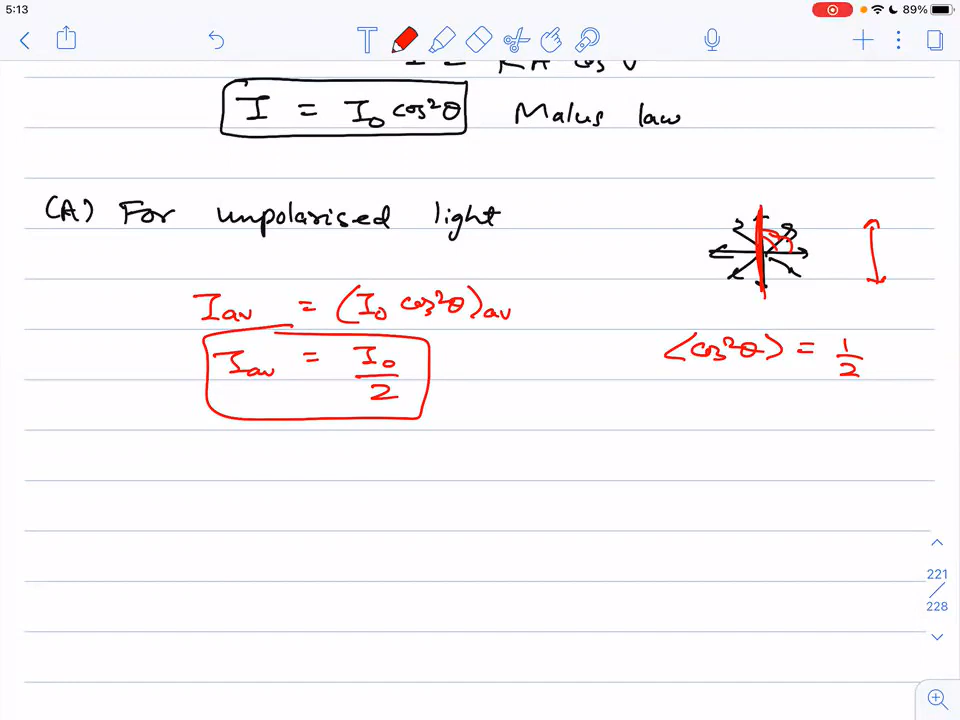 5:13
89%
T
I = I₀ cos²θ Malus law
(A) For unpolarised light
I_av = (I₀ cos²θ)_av
I_av = I₀/2
⟨cos²θ⟩ = 1/2
221
/
228